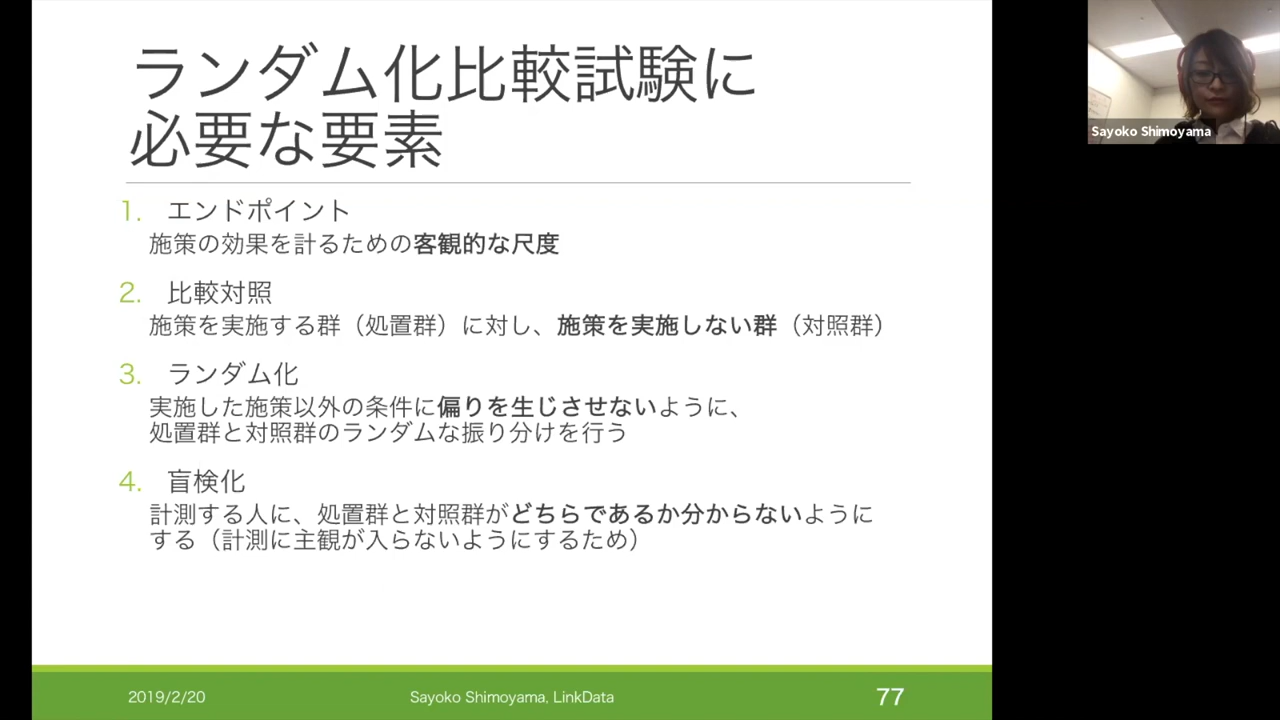 ランダム化比較試験に
必要な要素
1. エンドポイント
施策の効果を計るための客観的な尺度
2. 比較対照
施策を実施する群（処置群）に対し、施策を実施しない群（対照群）
3. ランダム化
実施した施策以外の条件に偏りを生じさせないように、
処置群と対照群のランダムな振り分けを行う
4. 盲検化
計測する人に、処置群と対照群がどちらであるか分からないように
する（計測に主観が入らないようにするため）
2019/2/20
Sayoko Shimoyama, LinkData
77
Sayoko Shimoyama